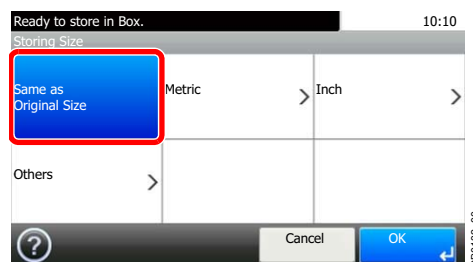 Ready to store in Box.
10:10
Storing Size
Same as
Original Size
Metric
Inch
Others
?
Cancel
OK